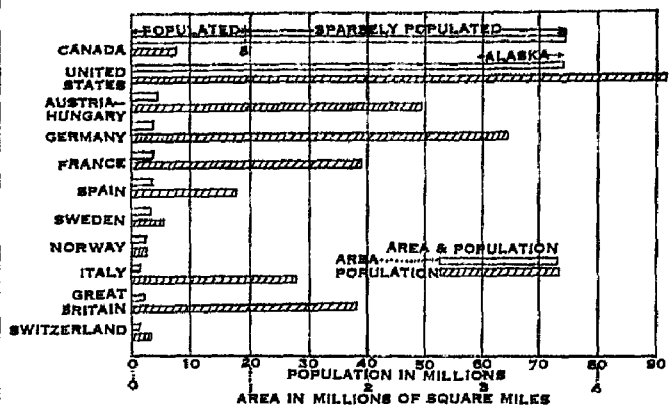 POPULATED
SPARSELY POPULATED
CANADA
ALASKA
UNITED
STATES
AUSTRIA-
HUNGARY
GERMANY
FRANCE
SPAIN
SWEDEN
NORWAY
AREA & POPULATION
AREA
ITALY
POPULATION
GREAT
BRITAIN
SWITZERLAND
0 10 20 30 40 50 60 70 80 90
POPULATION IN MILLIONS
0 1 2 3 4
AREA IN MILLIONS OF SQUARE MILES